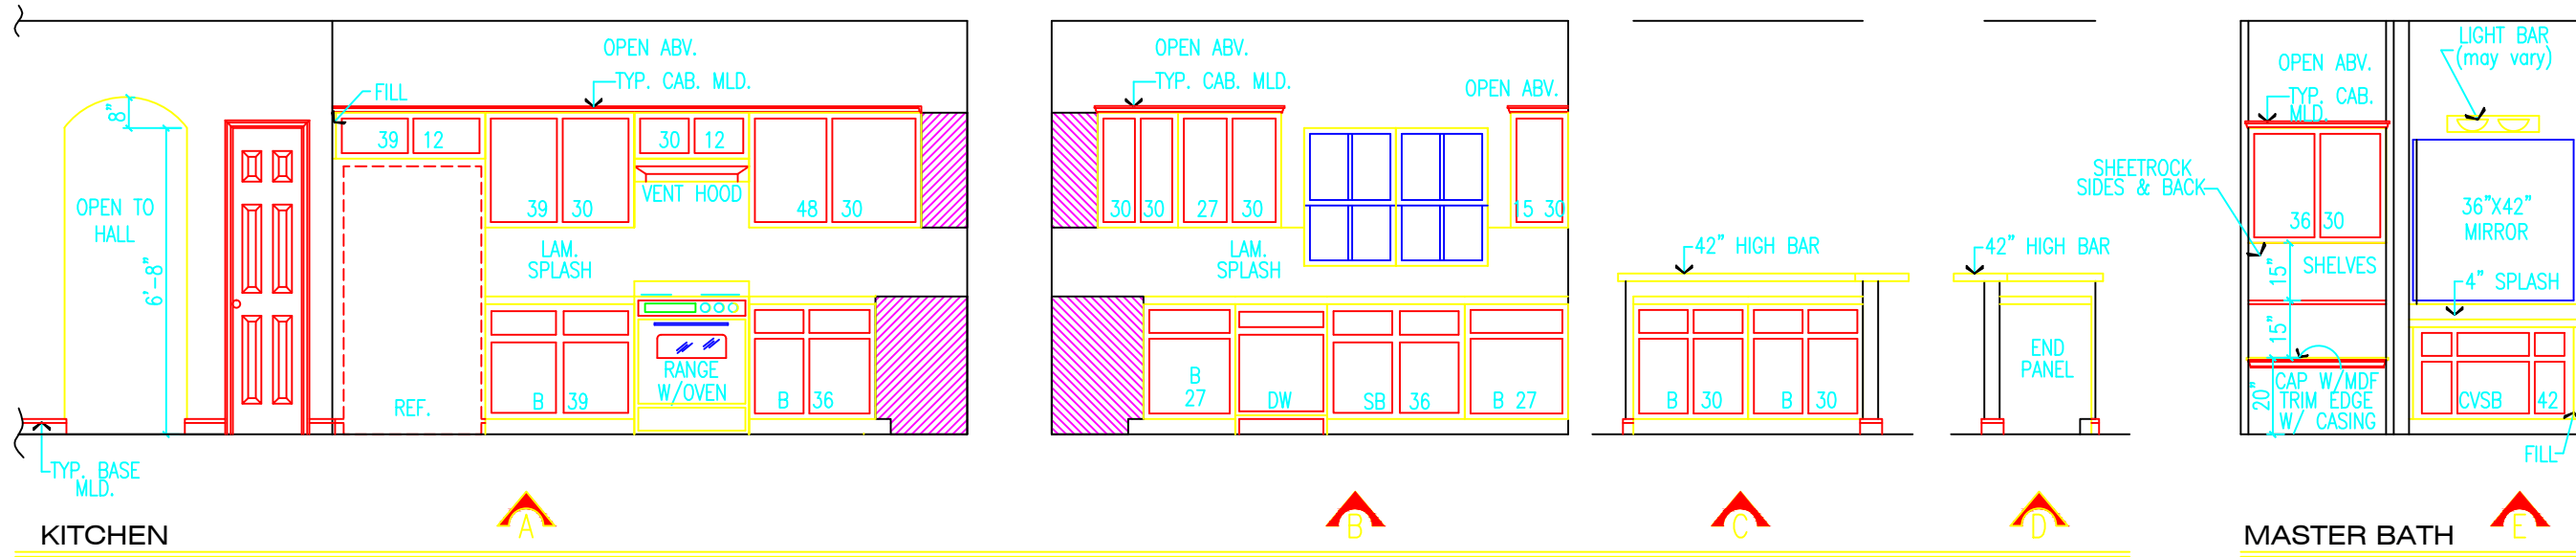 OPEN ABV.
TYP. CAB. MLD.
FILL
8"
39 12
30 12
OPEN TO
HALL
6'-8"
VENT HOOD
39 30
48 30
LAM.
SPLASH
RANGE
W/OVEN
REF.
B 39
B 36
TYP. BASE
MLD.
A
KITCHEN
OPEN ABV.
TYP. CAB. MLD.
OPEN ABV.
30 30
27 30
15 30
LAM.
SPLASH
B
27
DW
SB 36
B 27
B
42" HIGH BAR
B 30
B 30
C
42" HIGH BAR
END
PANEL
D
OPEN ABV.
TYP. CAB.
MLD.
SHEETROCK
SIDES & BACK
36 30
15"
SHELVES
15"
20"
CAP W/MDF
TRIM EDGE
W/ CASING
LIGHT BAR
(may vary)
36"X42"
MIRROR
4" SPLASH
CVSB 42
FILL
MASTER BATH
E